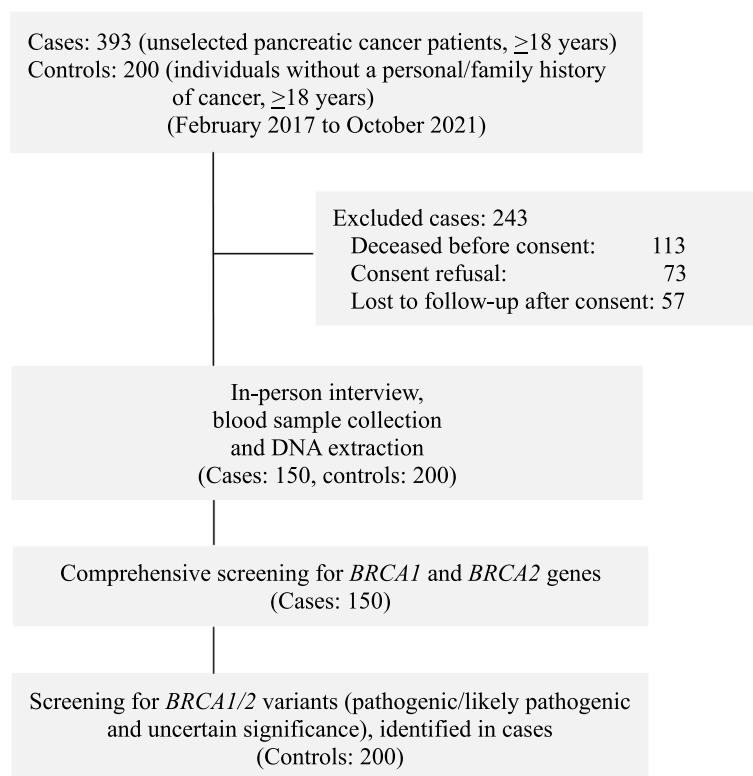 Cases: 393 (unselected pancreatic cancer patients, ≥18 years)
Controls: 200 (individuals without a personal/family history
of cancer, ≥18 years)
(February 2017 to October 2021)
Excluded cases: 243
Deceased before consent: 113
Consent refusal: 73
Lost to follow-up after consent: 57
In-person interview,
blood sample collection
and DNA extraction
(Cases: 150, controls: 200)
Comprehensive screening for BRCA1 and BRCA2 genes
(Cases: 150)
Screening for BRCA1/2 variants (pathogenic/likely pathogenic
and uncertain significance), identified in cases
(Controls: 200)